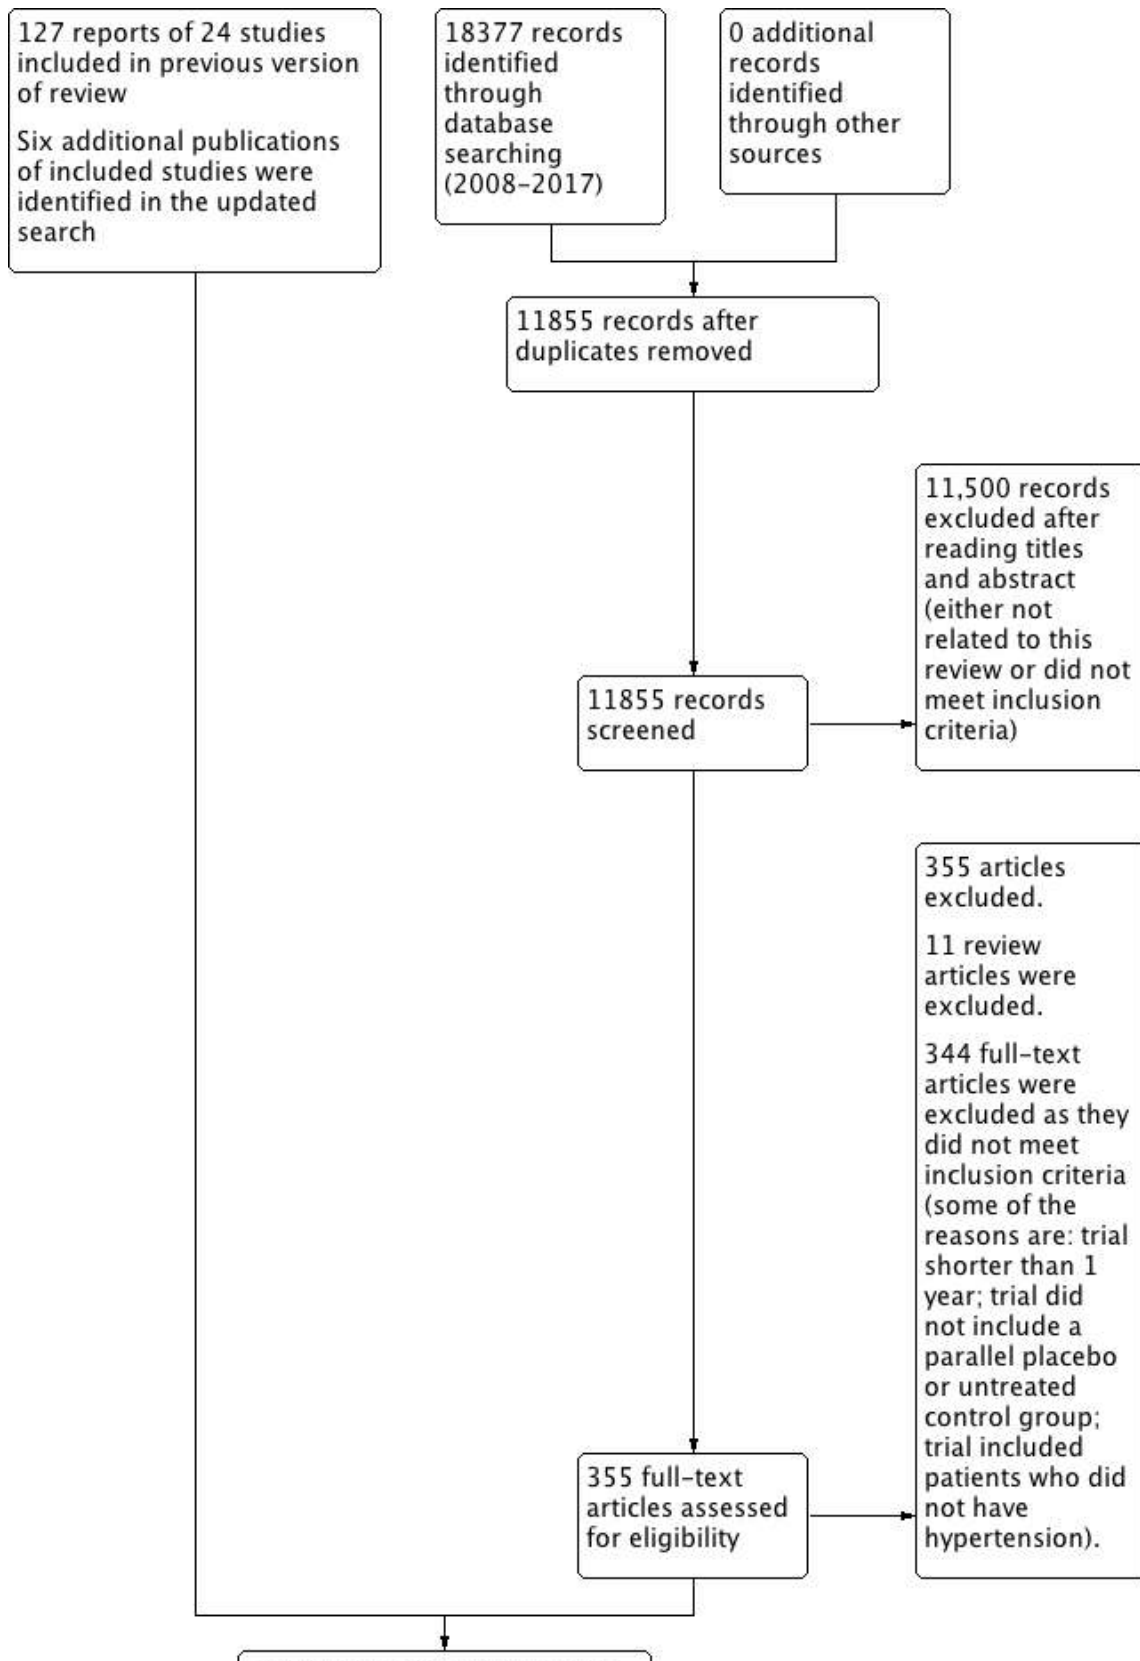 127 reports of 24 studies
included in previous version
of review
Six additional publications
of included studies were
identified in the updated
search
18377 records
identified
through
database
searching
(2008-2017)
0 additional
records
identified
through other
sources
11855 records after
duplicates removed
11,500 records
excluded after
reading titles
and abstract
(either not
related to this
review or did not
meet inclusion
criteria)
11855 records
screened
355 articles
excluded.
11 review
articles were
excluded.
344 full-text
articles were
excluded as they
did not meet
inclusion criteria
(some of the
reasons are: trial
shorter than 1
year; trial did
not include a
parallel placebo
or untreated
control group;
trial included
patients who did
not have
hypertension).
355 full-text
articles assessed
for eligibility